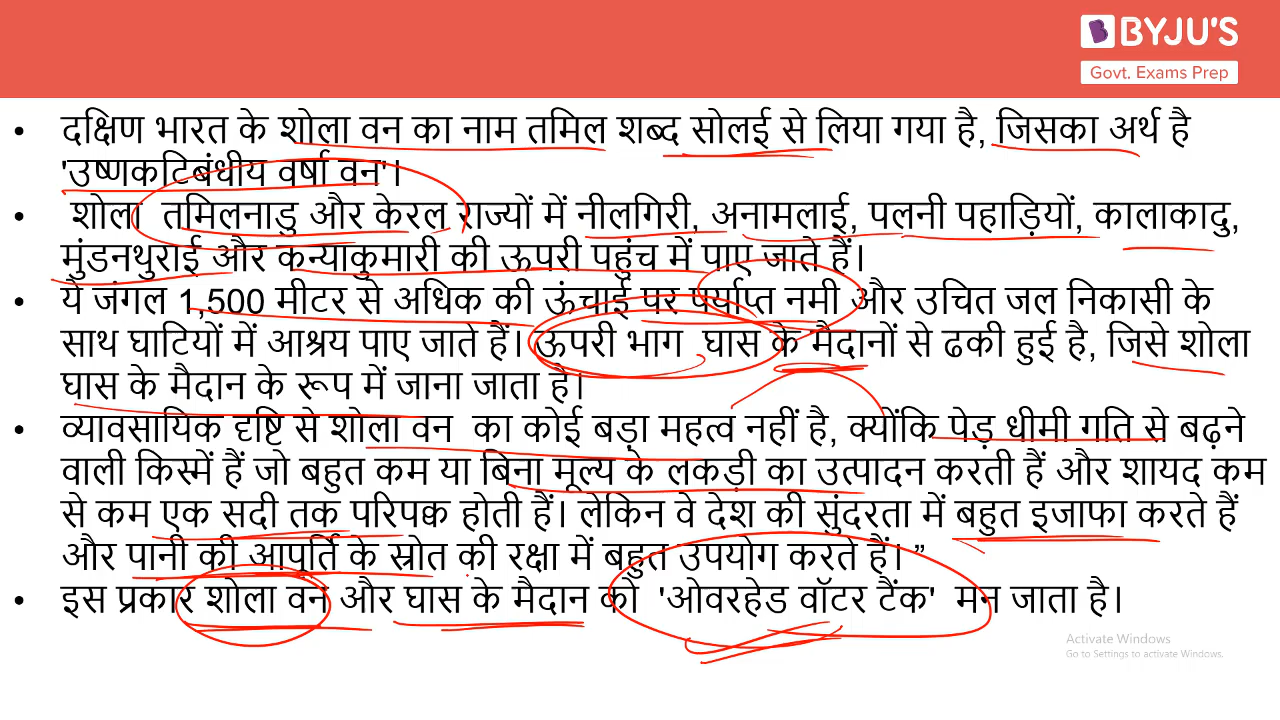 BYJU'S
Govt. Exams Prep
• दक्षिण भारत के शोला वन का नाम तमिल शब्द सोलई से लिया गया है, जिसका अर्थ है
'उष्णकटिबंधीय वर्षा वन'।
• शोला तमिलनाडु और केरल राज्यों में नीलगिरी, अनामलाई, पलनी पहाड़ियों, कालाकादु,
मुंडनथुराई और कन्याकुमारी की ऊपरी पहुंच में पाए जाते हैं।
• ये जंगल 1,500 मीटर से अधिक की ऊंचाई पर पर्याप्त नमी और उचित जल निकासी के
साथ घाटियों में आश्रय पाए जाते हैं। ऊपरी भाग घास के मैदानों से ढकी हुई है, जिसे शोला
घास के मैदान के रूप में जाना जाता है।
• व्यावसायिक दृष्टि से शोला वन का कोई बड़ा महत्व नहीं है, क्योंकि पेड़ धीमी गति से बढ़ने
वाली किस्में हैं जो बहुत कम या बिना मूल्य के लकड़ी का उत्पादन करती हैं और शायद कम
से कम एक सदी तक परिपक्व होती हैं। लेकिन वे देश की सुंदरता में बहुत इजाफा करते हैं
और पानी की आपूर्ति के स्रोत की रक्षा में बहुत उपयोग करते हैं। ”
• इस प्रकार शोला वन और घास के मैदान को 'ओवरहेड वॉटर टैंक' मन जाता है।
Activate Windows
Go to Settings to activate Windows.